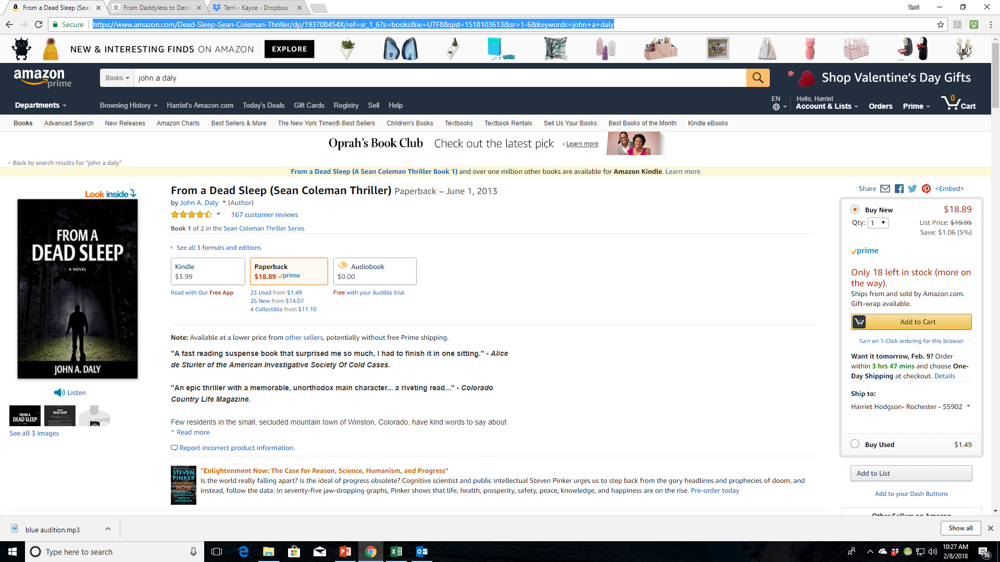 From a Dead Sleep (Sean
From Daddyless to Desti
Terri - Kayce - Dropbox
Terri
Secure
https://www.amazon.com/Dead-Sleep-Sean-Coleman-Thriller/dp/193708454X/ref=sr_1_6?s=books&ie=UTF8&qid=1518103613&sr=1-6&keywords=john+a+daly
NEW & INTERESTING FINDS ON AMAZON EXPLORE
TRAVEL
amazon prime
Books
john a daly
Shop Valentine's Day Gifts
Departments
Browsing History
Harriet's Amazon.com
Today's Deals
Gift Cards
Registry
Sell
Help
EN
Hello, Harriet
Account & Lists
Orders
Prime
0
Cart
Books
Advanced Search
New Releases
Amazon Charts
Best Sellers & More
The New York Times® Best Sellers
Children's Books
Textbooks
Textbook Rentals
Sell Us Your Books
Best Books of the Month
Kindle eBooks
Oprah's Book Club Check out the latest pick › Learn more
‹ Back to search results for "john a daly"
From a Dead Sleep (A Sean Coleman Thriller Book 1) and over one million other books are available for Amazon Kindle. Learn more
Look inside
FROM A
DEAD SLEEP
A NOVEL
JOHN A. DALY
Listen
FROM A
DEAD SLEEP
See all 3 images
From a Dead Sleep (Sean Coleman Thriller) Paperback – June 1, 2013
by John A. Daly (Author)
167 customer reviews
Book 1 of 2 in the Sean Coleman Thriller Series
See all 3 formats and editions
Kindle
$3.99
Read with Our Free App
Paperback
$18.89 prime
23 Used from $1.49
25 New from $14.07
4 Collectible from $11.10
Audiobook
$0.00
Free with your Audible trial
Note: Available at a lower price from other sellers, potentially without free Prime shipping.
"A fast reading suspense book that surprised me so much, I had to finish it in one sitting." - Alice
de Sturler of the American Investigative Society Of Cold Cases.
"An epic thriller with a memorable, unorthodox main character... a riveting read..." - Colorado
Country Life Magazine.
Few residents in the small, secluded mountain town of Winston, Colorado, have kind words to say about
Read more
Report incorrect product information.
STEVEN
PINKER
ENLIGHTENMENT
NOW
"Enlightenment Now: The Case for Reason, Science, Humanism, and Progress"
Is the world really falling apart? Is the ideal of progress obsolete? Cognitive scientist and public intellectual Steven Pinker urges us to step back from the gory headlines and prophecies of doom, and
instead, follow the data: In seventy-five jaw-dropping graphs, Pinker shows that life, health, prosperity, safety, peace, knowledge, and happiness are on the rise. Pre-order today
Share
<Embed>
Buy New
$18.89
Qty: 1
List Price: $19.95
Save: $1.06 (5%)
prime
Only 18 left in stock (more on
the way).
Ships from and sold by Amazon.com.
Gift-wrap available.
Add to Cart
Turn on 1-Click ordering for this browser
Want it tomorrow, Feb. 9? Order
within 3 hrs 47 mins and choose One-
Day Shipping at checkout. Details
Ship to:
Harriet Hodgson- Rochester - 55902
Buy Used
$1.49
Add to List
Add to your Dash Buttons
Other Sellers on Amazon
blue audition.mp3
Show all
Type here to search
10:27 AM
2/8/2018
16